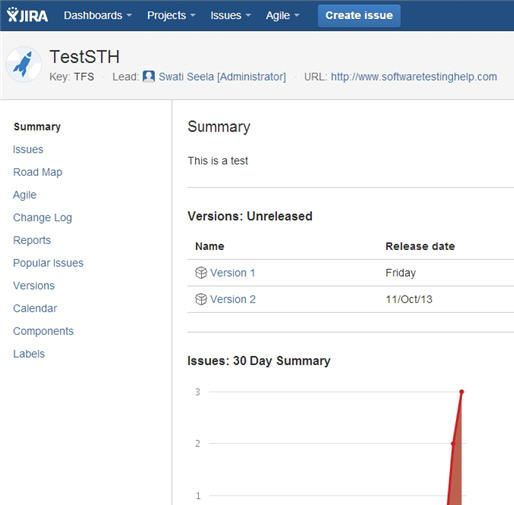 JIRA Dashboards Projects Issues Agile Create issue
TestSTH
Key: TFS · Lead: Swati Seela [Administrator] · URL: http://www.softwaretestinghelp.com
Summary
Issues
Road Map
Agile
Change Log
Reports
Popular Issues
Versions
Calendar
Components
Labels
Summary
This is a test
Versions: Unreleased
Name Release date
Version 1 Friday
Version 2 11/Oct/13
Issues: 30 Day Summary
3
2
1